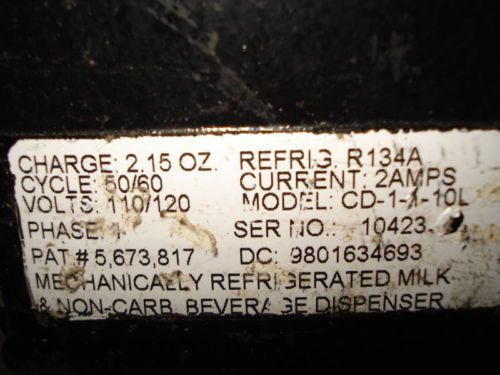 CHARGE: 2.15 OZ. REFRIG. R134A
CYCLE: 50/60 CURRENT: 2AMPS
VOLTS: 110/120 MODEL: CD-1-X-10L
PHASE 1 SER NO.: 10423
PAT # 5,673,817 DC: 9801634693
MECHANICALLY REFRIGERATED MILK
& NON-CARB. BEVERAGE DISPENSER